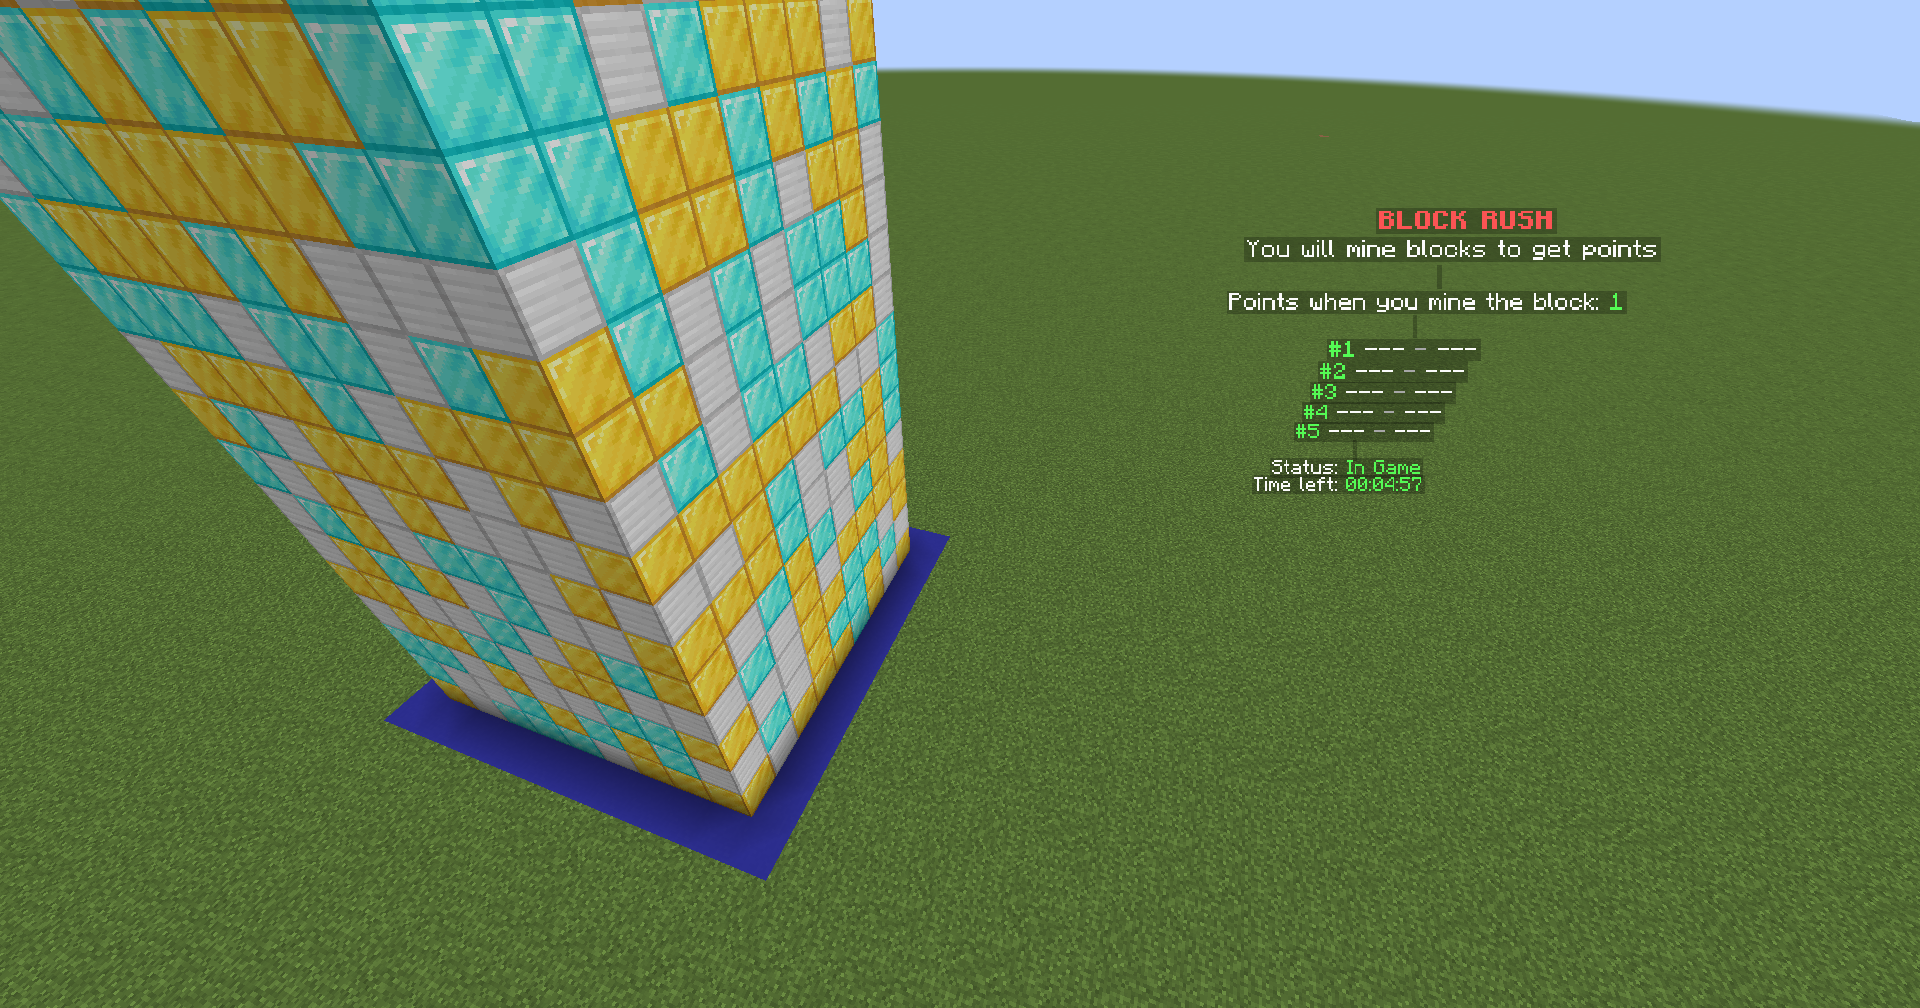 BLOCK RUSH
You will mine blocks to get points
Points when you mine the block: 1
#1 --- - ---
#2 --- - ---
#3 --- - ---
#4 --- - ---
#5 --- - ---
Status: In Game
Time left: 00:04:57